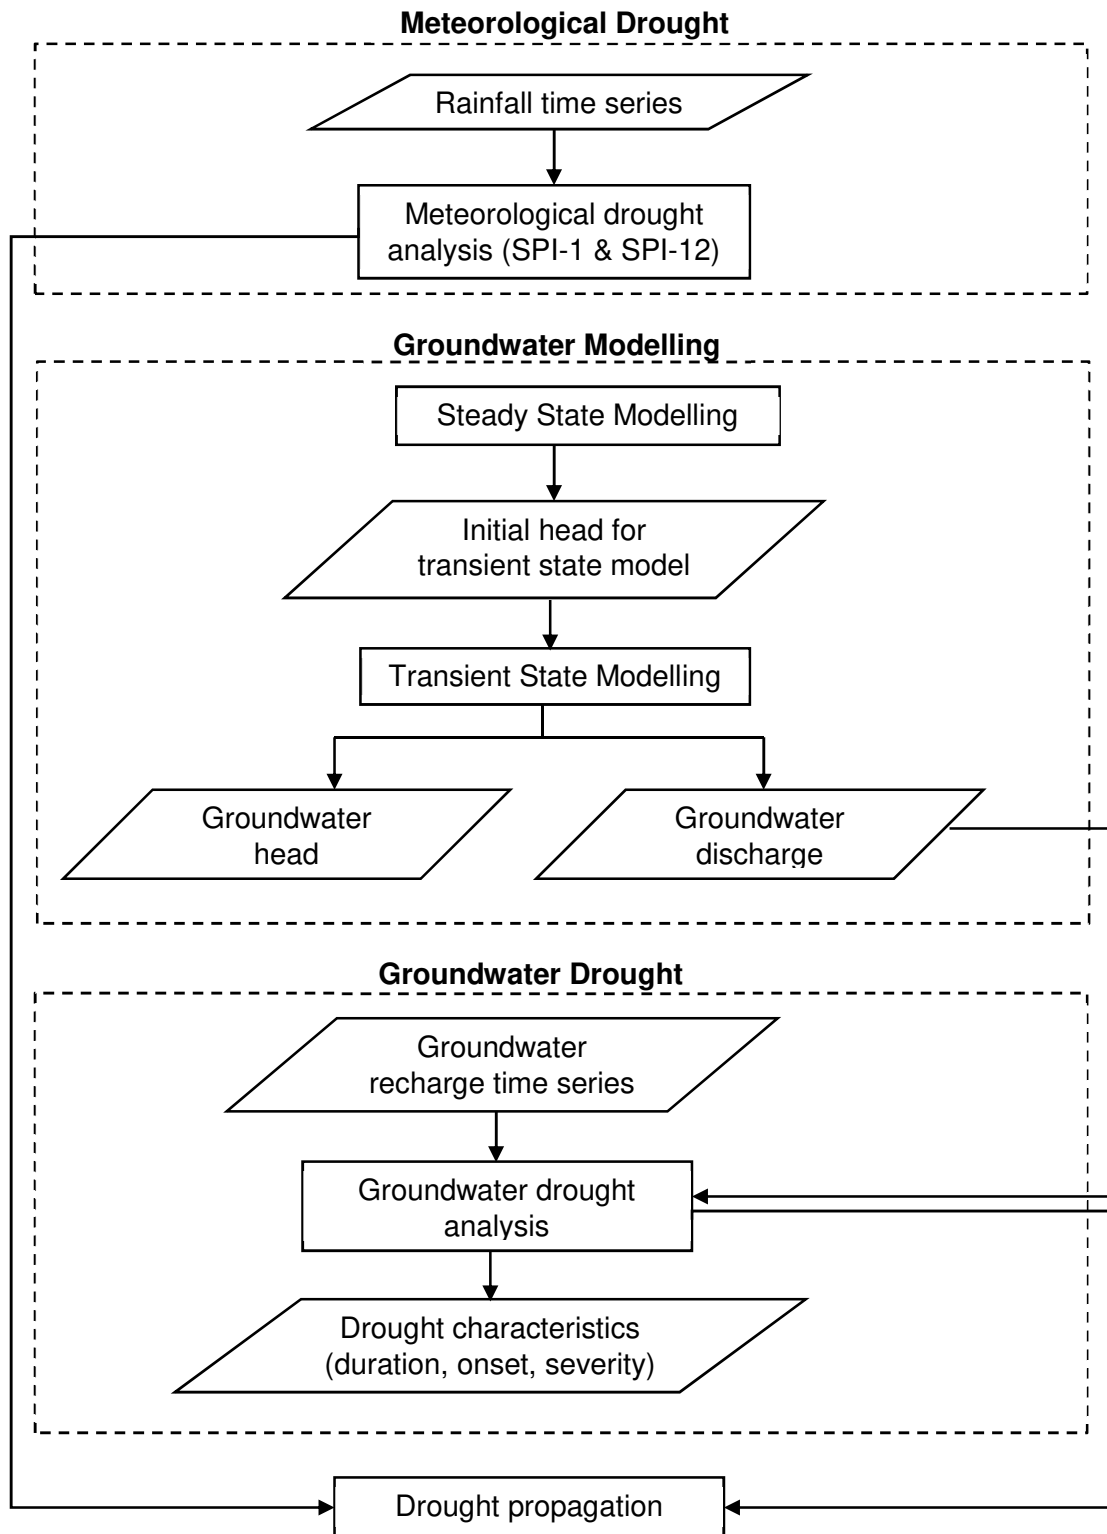 Meteorological Drought
Rainfall time series
Meteorological drought
analysis (SPI-1 & SPI-12)
Groundwater Modelling
Steady State Modelling
Initial head for
transient state model
Transient State Modelling
Groundwater
head
Groundwater
discharge
Groundwater Drought
Groundwater
recharge time series
Groundwater drought
analysis
Drought characteristics
(duration, onset, severity)
Drought propagation